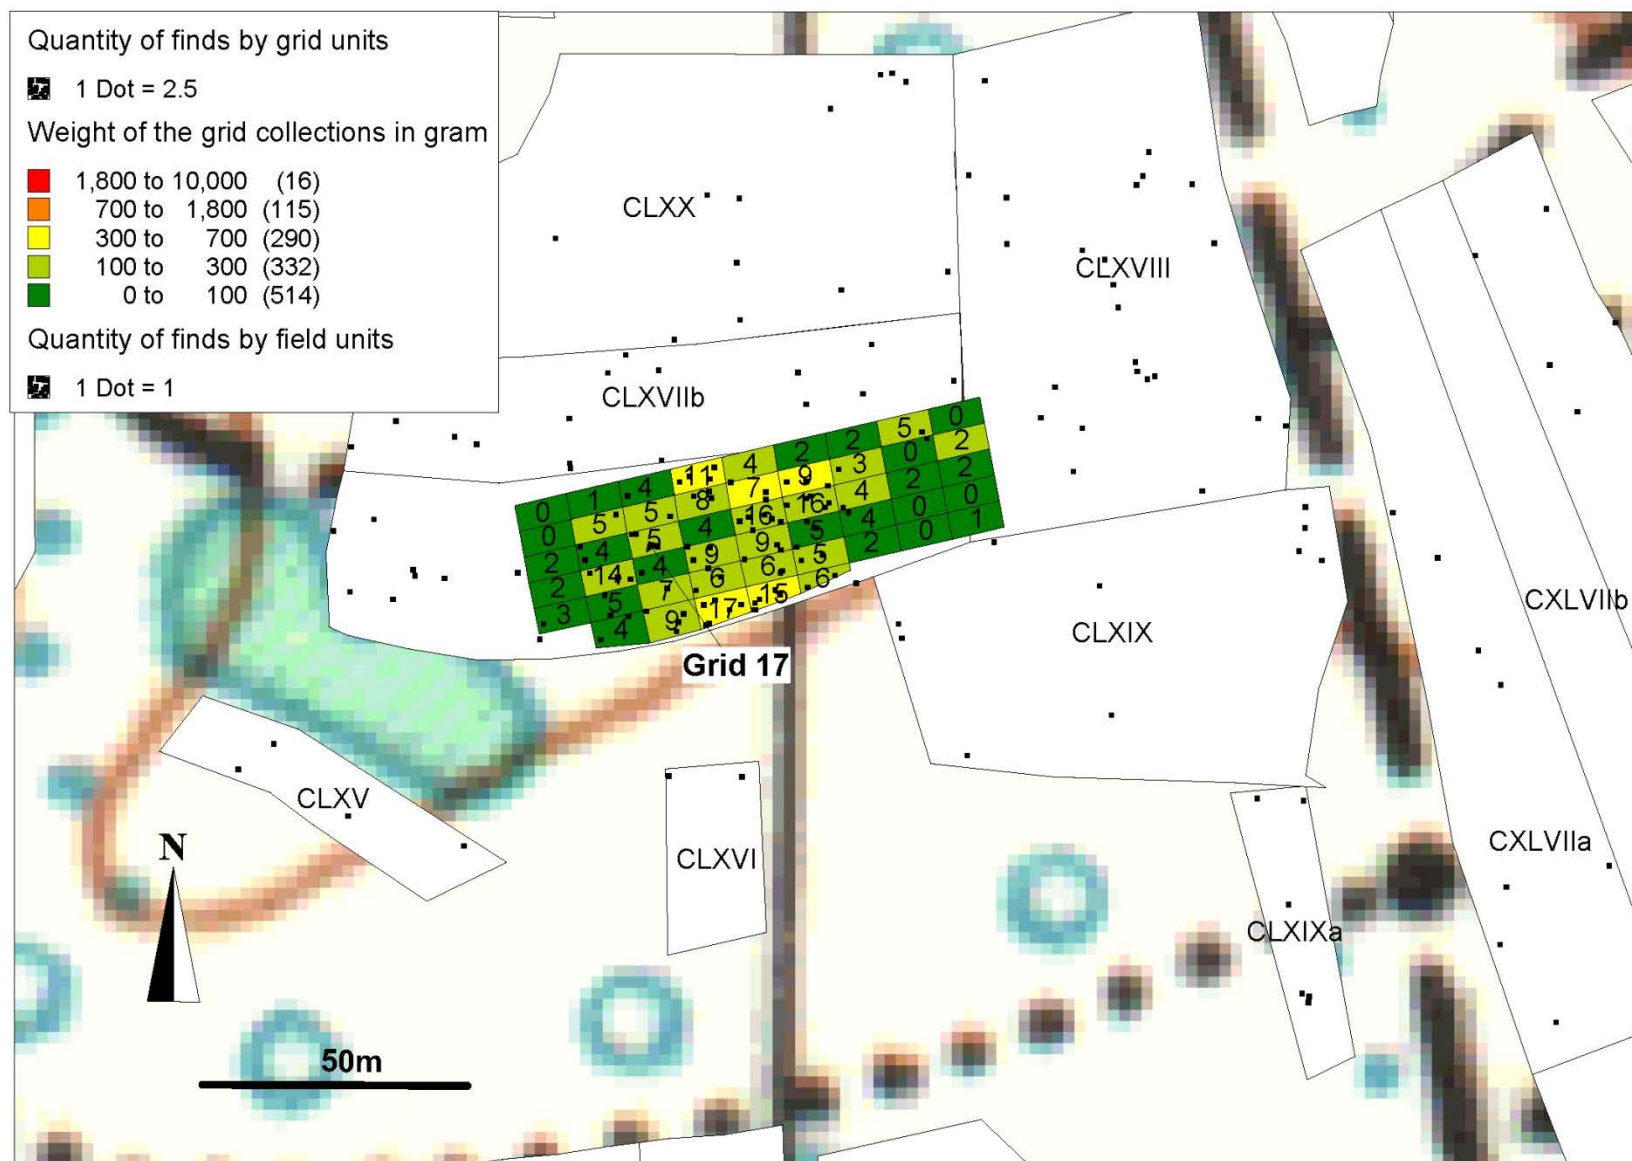 Quantity of finds by grid units
1 Dot = 2.5
Weight of the grid collections in gram
1,800 to 10,000 (16)
700 to 1,800 (115)
300 to 700 (290)
100 to 300 (332)
0 to 100 (514)
Quantity of finds by field units
1 Dot = 1
CLXX
CLXVIII
CLXVIIb
0 1 4 11 4 2 2 5 0
0 5 5 8 7 9 3 0 2
2 4 5 4 16 16 4 2 2
2 14 4 9 9 5 4 0 0
3 5 7 6 6 5 2 0 1
4 9 17 15 6
Grid 17
CLXIX
CXLVIIb
CLXV
CLXVI
CXLVIIa
CLXIXa
N
50m